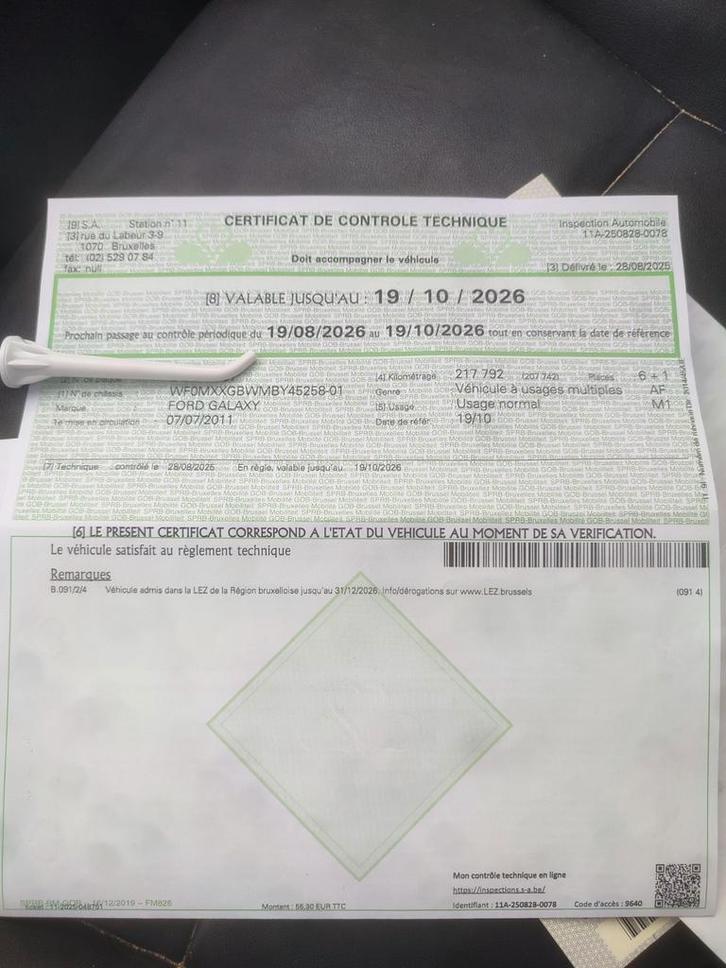 [9] S.A. Station n° 11
[3] rue du Labeur 3-9
1070 Bruxelles
tél: (02) 529 07 84
fax: null
CERTIFICAT DE CONTROLE TECHNIQUE
Doit accompagner le véhicule
Inspection Automobile
11A-250828-0078
[3] Délivré le : 28/08/2025
[8] VALABLE JUSQU'AU : 19 / 10 / 2026
Prochain passage au contrôle périodique du 19/08/2026 au 19/10/2026 tout en conservant la date de référence
[1] N° de châssis WF0MXXGBWMBY45258-01
Marque FORD GALAXY
1e mise en circulation 07/07/2011
[4] Kilométrage 217 792 (207 742) Places 6 + 1
Genre Véhicule à usages multiples AF
[5] Usage Usage normal M1
Date de référ. 19/10
[7] Technique contrôlé le 28/08/2025 En règle, valable jusqu'au 19/10/2026
[6] LE PRESENT CERTIFICAT CORRESPOND A L'ETAT DU VEHICULE AU MOMENT DE SA VERIFICATION.
Le véhicule satisfait au règlement technique
Remarques
B.091/2/4 Véhicule admis dans la LEZ de la Région bruxelloise jusqu'au 31/12/2026. Info/dérogations sur www.LEZ.brussels (091 4)
Mon contrôle technique en ligne
https://inspections.s-a.be/
Identifiant : 11A-250828-0078 Code d'accès : 9640
Montant : 56,30 EUR TTC